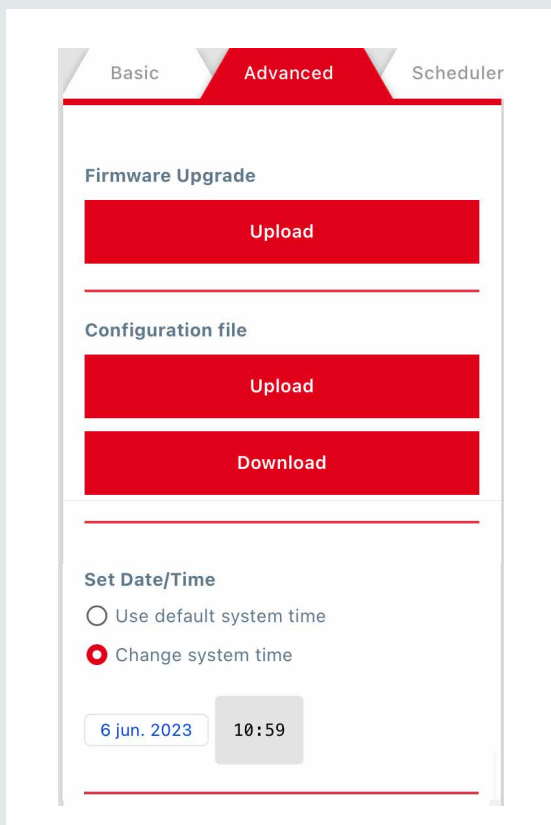 Basic Advanced Scheduler
Firmware Upgrade
Upload
Configuration file
Upload
Download
Set Date/Time
Use default system time
Change system time
6 jun. 2023 10:59